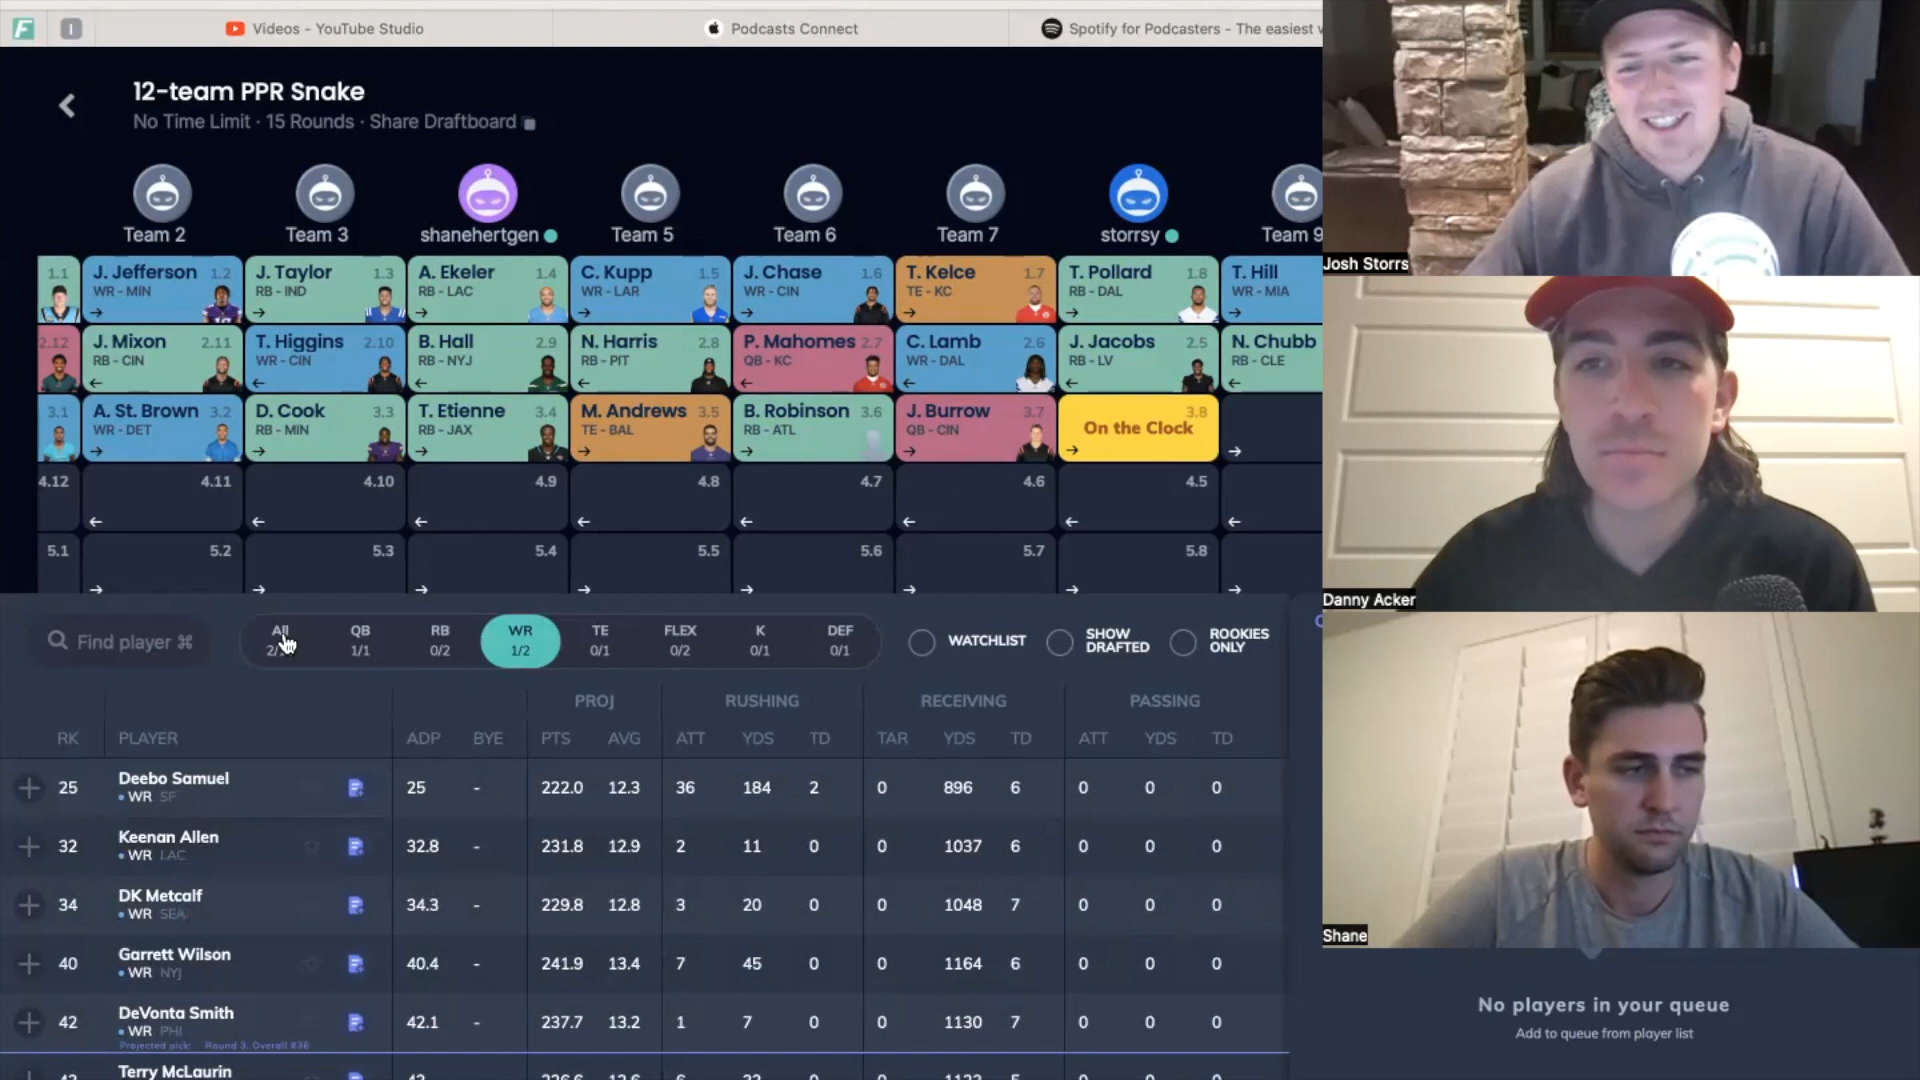 Videos - YouTube Studio
Podcasts Connect
Spotify for Podcasters - The easiest
12-team PPR Snake
No Time Limit · 15 Rounds · Share Draftboard
Team 2
Team 3
shanehertgen
Team 5
Team 6
Team 7
storrsy
Team 9
1.1
J. Jefferson 1.2
WR - MIN
J. Taylor 1.3
RB - IND
A. Ekeler 1.4
RB - LAC
C. Kupp 1.5
WR - LAR
J. Chase 1.6
WR - CIN
T. Kelce 1.7
TE - KC
T. Pollard 1.8
RB - DAL
T. Hill
WR - MIA
2.12
J. Mixon 2.11
RB - CIN
T. Higgins 2.10
WR - CIN
B. Hall 2.9
RB - NYJ
N. Harris 2.8
RB - PIT
P. Mahomes 2.7
QB - KC
C. Lamb 2.6
WR - DAL
J. Jacobs 2.5
RB - LV
N. Chubb
RB - CLE
3.1
A. St. Brown 3.2
WR - DET
D. Cook 3.3
RB - MIN
T. Etienne 3.4
RB - JAX
M. Andrews 3.5
TE - BAL
B. Robinson 3.6
RB - ATL
J. Burrow 3.7
QB - CIN
3.8
On the Clock
4.12 4.11 4.10 4.9 4.8 4.7 4.6 4.5
5.1 5.2 5.3 5.4 5.5 5.6 5.7 5.8
Find player ⌘
All QB RB WR TE FLEX K DEF
1/1 0/2 1/2 0/1 0/2 0/1 0/1
WATCHLIST
SHOW DRAFTED
ROOKIES ONLY
PROJ RUSHING RECEIVING PASSING
RK PLAYER ADP BYE PTS AVG ATT YDS TD TAR YDS TD ATT YDS TD
25 Deebo Samuel 25 - 222.0 12.3 36 184 2 0 896 6 0 0 0
WR SF
32 Keenan Allen 32.8 - 231.8 12.9 2 11 0 0 1037 6 0 0 0
WR LAC
34 DK Metcalf 34.3 - 229.8 12.8 3 20 0 0 1048 7 0 0 0
WR SEA
40 Garrett Wilson 40.4 - 241.9 13.4 7 45 0 0 1164 6 0 0 0
WR NYJ
42 DeVonta Smith 42.1 - 237.7 13.2 1 7 0 0 1130 7 0 0 0
WR PHI
Projected pick: Round 3, Overall #36
Terry McLaurin
Josh Storrs
Danny Acker
Shane
No players in your queue
Add to queue from player list